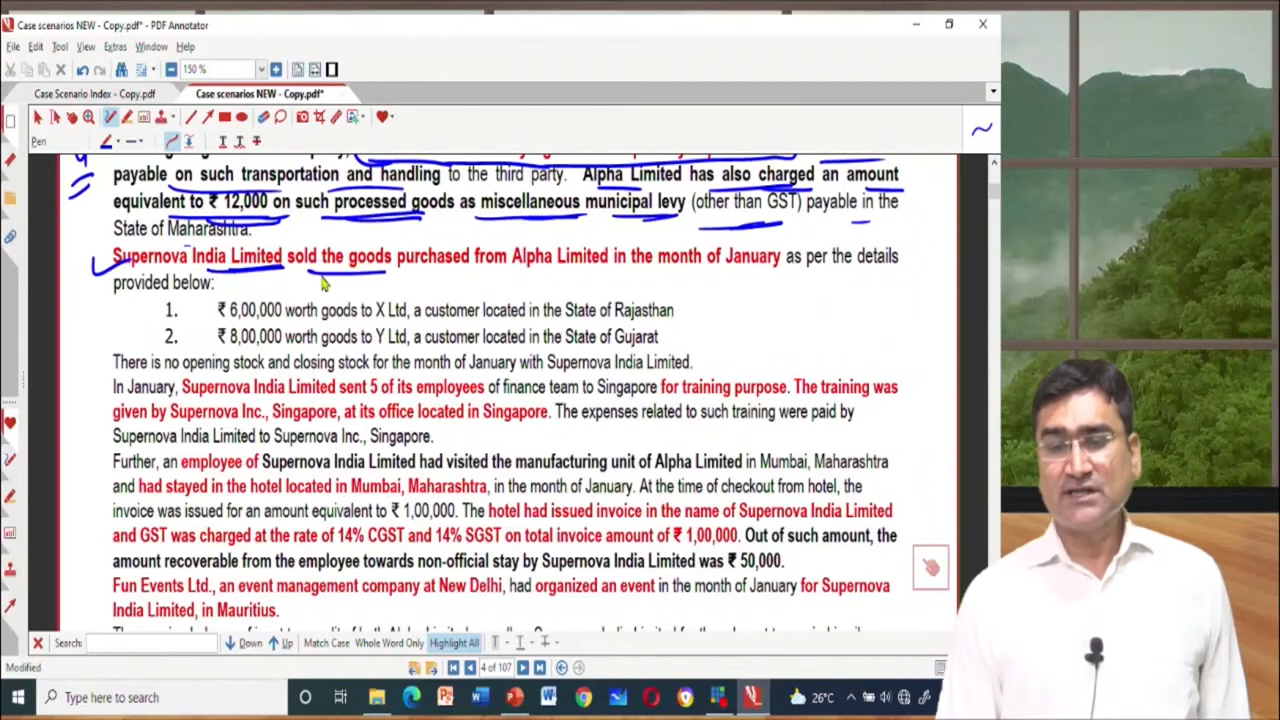 Case scenarios NEW - Copy.pdf* - PDF Annotator
File Edit Tool View Extras Window Help
150 %
Case Scenario Index - Copy.pdf Case scenarios NEW - Copy.pdf*
Pen
payable on such transportation and handling to the third party. Alpha Limited has also charged an amount
equivalent to ₹ 12,000 on such processed goods as miscellaneous municipal levy (other than GST) payable in the
State of Maharashtra.
Supernova India Limited sold the goods purchased from Alpha Limited in the month of January as per the details
provided below:
1. ₹ 6,00,000 worth goods to X Ltd, a customer located in the State of Rajasthan
2. ₹ 8,00,000 worth goods to Y Ltd, a customer located in the State of Gujarat
There is no opening stock and closing stock for the month of January with Supernova India Limited.
In January, Supernova India Limited sent 5 of its employees of finance team to Singapore for training purpose. The training was
given by Supernova Inc., Singapore, at its office located in Singapore. The expenses related to such training were paid by
Supernova India Limited to Supernova Inc., Singapore.
Further, an employee of Supernova India Limited had visited the manufacturing unit of Alpha Limited in Mumbai, Maharashtra
and had stayed in the hotel located in Mumbai, Maharashtra, in the month of January. At the time of checkout from hotel, the
invoice was issued for an amount equivalent to ₹ 1,00,000. The hotel had issued invoice in the name of Supernova India Limited
and GST was charged at the rate of 14% CGST and 14% SGST on total invoice amount of ₹ 1,00,000. Out of such amount, the
amount recoverable from the employee towards non-official stay by Supernova India Limited was ₹ 50,000.
Fun Events Ltd., an event management company at New Delhi, had organized an event in the month of January for Supernova
India Limited, in Mauritius.
Search: Down Up Match Case Whole Word Only Highlight All
Modified 4 of 107
Type here to search 26°C